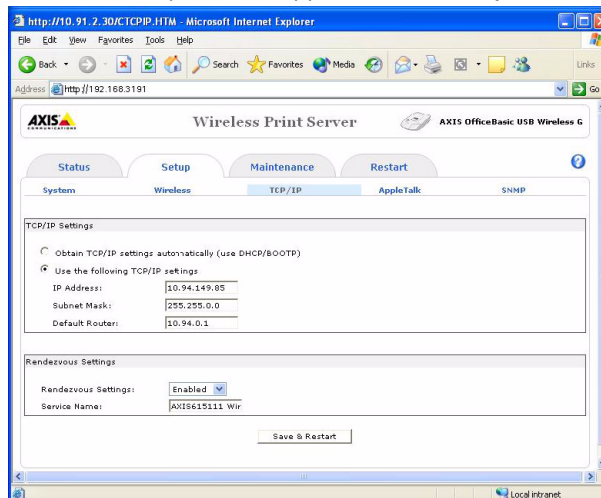 http://10.91.2.30/CTCPIP.HTM - Microsoft Internet Explorer
File Edit View Favorites Tools Help
Back Search Favorites Media Links
Address http://192.168.3191 Go
AXIS COMMUNICATIONS Wireless Print Server AXIS OfficeBasic USB Wireless G
Status Setup Maintenance Restart
System Wireless TCP/IP AppleTalk SNMP
TCP/IP Settings
Obtain TCP/IP settings automatically (use DHCP/BOOTP)
Use the following TCP/IP settings
IP Address: 10.94.149.85
Subnet Mask: 255.255.0.0
Default Router: 10.94.0.1
Rendezvous Settings
Rendezvous Settings: Enabled
Service Name: AXIS615111 Wir
Save & Restart
Local intranet